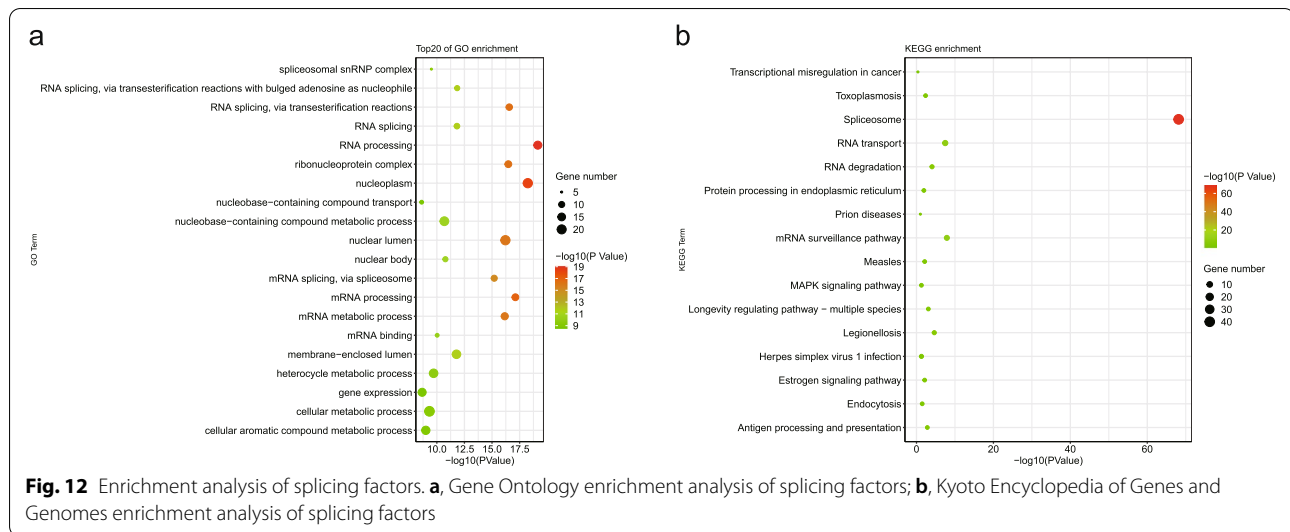 a
Top20 of GO enrichment
GO Term
spliceosomal snRNP complex
RNA splicing, via transesterification reactions with bulged adenosine as nucleophile
RNA splicing, via transesterification reactions
RNA splicing
RNA processing
ribonucleoprotein complex
nucleoplasm
nucleobase−containing compound transport
nucleobase−containing compound metabolic process
nuclear lumen
nuclear body
mRNA splicing, via spliceosome
mRNA processing
mRNA metabolic process
mRNA binding
membrane−enclosed lumen
heterocycle metabolic process
gene expression
cellular metabolic process
cellular aromatic compound metabolic process
10.0 12.5 15.0 17.5
−log10(PValue)
Gene number
5
10
15
20
−log10(P Value)
19
17
15
13
11
9
b
KEGG enrichment
KEGG Term
Transcriptional misregulation in cancer
Toxoplasmosis
Spliceosome
RNA transport
RNA degradation
Protein processing in endoplasmic reticulum
Prion diseases
mRNA surveillance pathway
Measles
MAPK signaling pathway
Longevity regulating pathway − multiple species
Legionellosis
Herpes simplex virus 1 infection
Estrogen signaling pathway
Endocytosis
Antigen processing and presentation
0 20 40 60
−log10(PValue)
−log10(P Value)
60
40
20
Gene number
10
20
30
40
Fig. 12 Enrichment analysis of splicing factors. a, Gene Ontology enrichment analysis of splicing factors; b, Kyoto Encyclopedia of Genes and
Genomes enrichment analysis of splicing factors